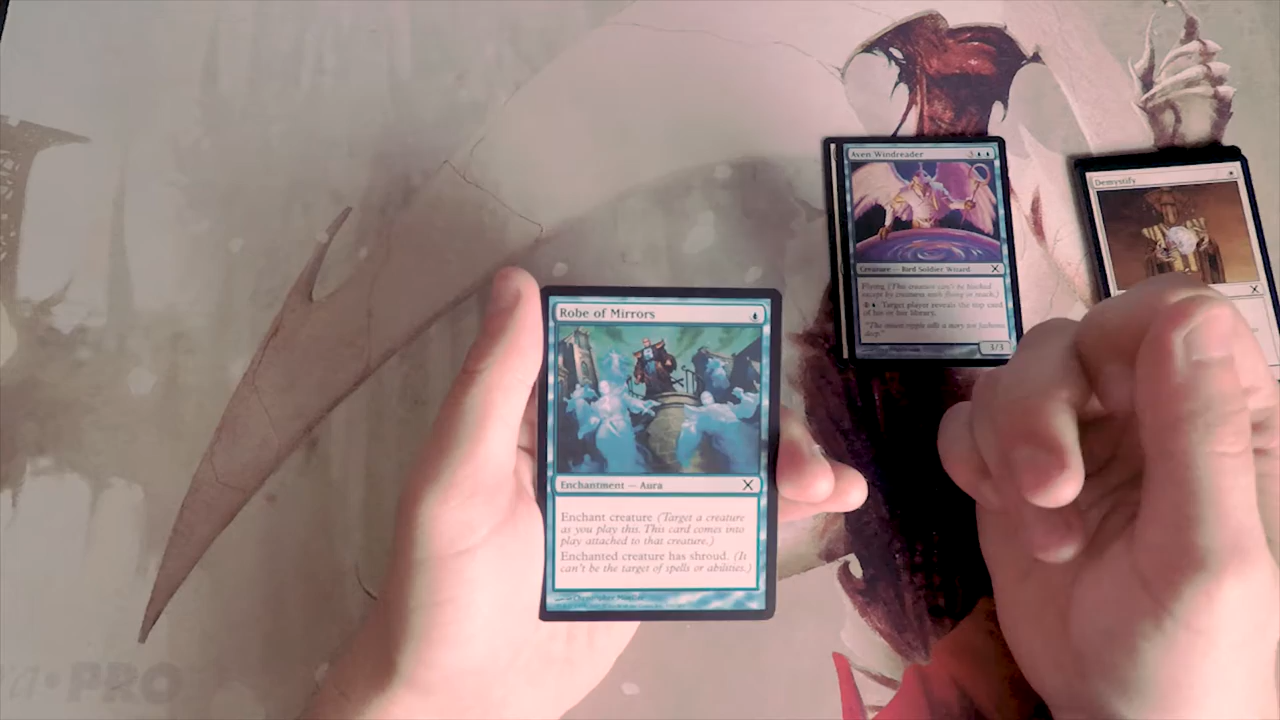 Robe of Mirrors
Enchantment — Aura
Enchant creature (Target a creature
as you play this. This card comes into
play attached to that creature.)
Enchanted creature has shroud. (It
can't be the target of spells or abilities.)
Aven Windreader
3
Creature — Bird Soldier Wizard
Flying (This creature can't be blocked
except by creatures with flying or reach.)
Target player reveals the top card
of his or her library.
3/3
Demystify
PRO